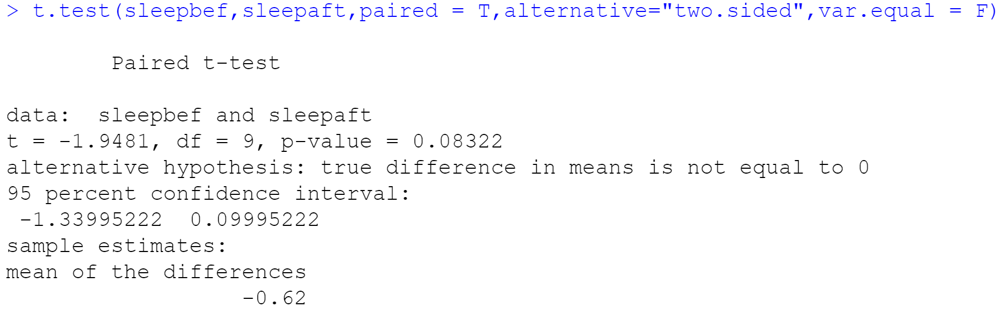 > t.test(sleepbef,sleepaft,paired = T,alternative="two.sided",var.equal = F)
Paired t-test
data:  sleepbef and sleepaft
t = -1.9481, df = 9, p-value = 0.08322
alternative hypothesis: true difference in means is not equal to 0
95 percent confidence interval:
-1.33995222  0.09995222
sample estimates:
mean of the differences
-0.62